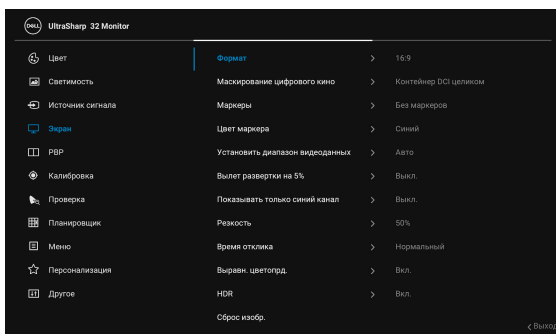 DELL UltraSharp 32 Monitor
Цвет Формат 16:9
Светимость Маскирование цифрового кино Контейнер DCI целиком
Источник сигнала Маркеры Без маркеров
Экран Цвет маркера Синий
PBP Установить диапазон видеоданных Авто
Калибровка Вылет развертки на 5% Выкл.
Проверка Показывать только синий канал Выкл.
Планировщик Резкость 50%
Меню Время отклика Нормальный
Персонализация Выравн. цветопрд. Вкл.
Другое HDR Вкл.
Сброс изобр.
Выход